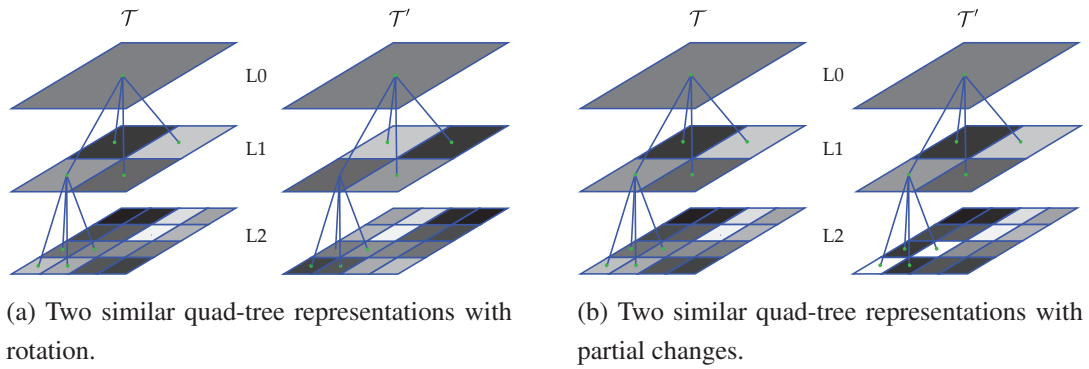 𝒯
𝒯′
L0
L1
L2
(a) Two similar quad-tree representations with
rotation.
𝒯
𝒯′
L0
L1
L2
(b) Two similar quad-tree representations with
partial changes.